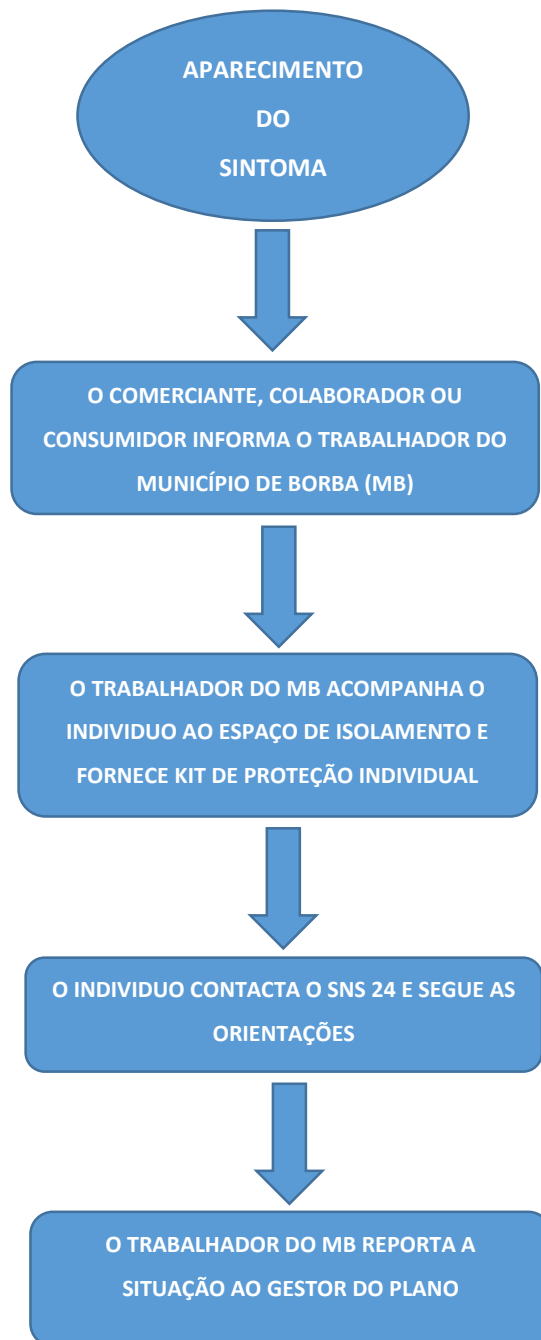 APARECIMENTO
DO
SINTOMA
O COMERCIANTE, COLABORADOR OU
CONSUMIDOR INFORMA O TRABALHADOR DO
MUNICÍPIO DE BORBA (MB)
O TRABALHADOR DO MB ACOMPANHA O
INDIVIDUO AO ESPAÇO DE ISOLAMENTO E
FORNECE KIT DE PROTEÇÃO INDIVIDUAL
O INDIVIDUO CONTACTA O SNS 24 E SEGUE AS
ORIENTAÇÕES
O TRABALHADOR DO MB REPORTA A
SITUAÇÃO AO GESTOR DO PLANO